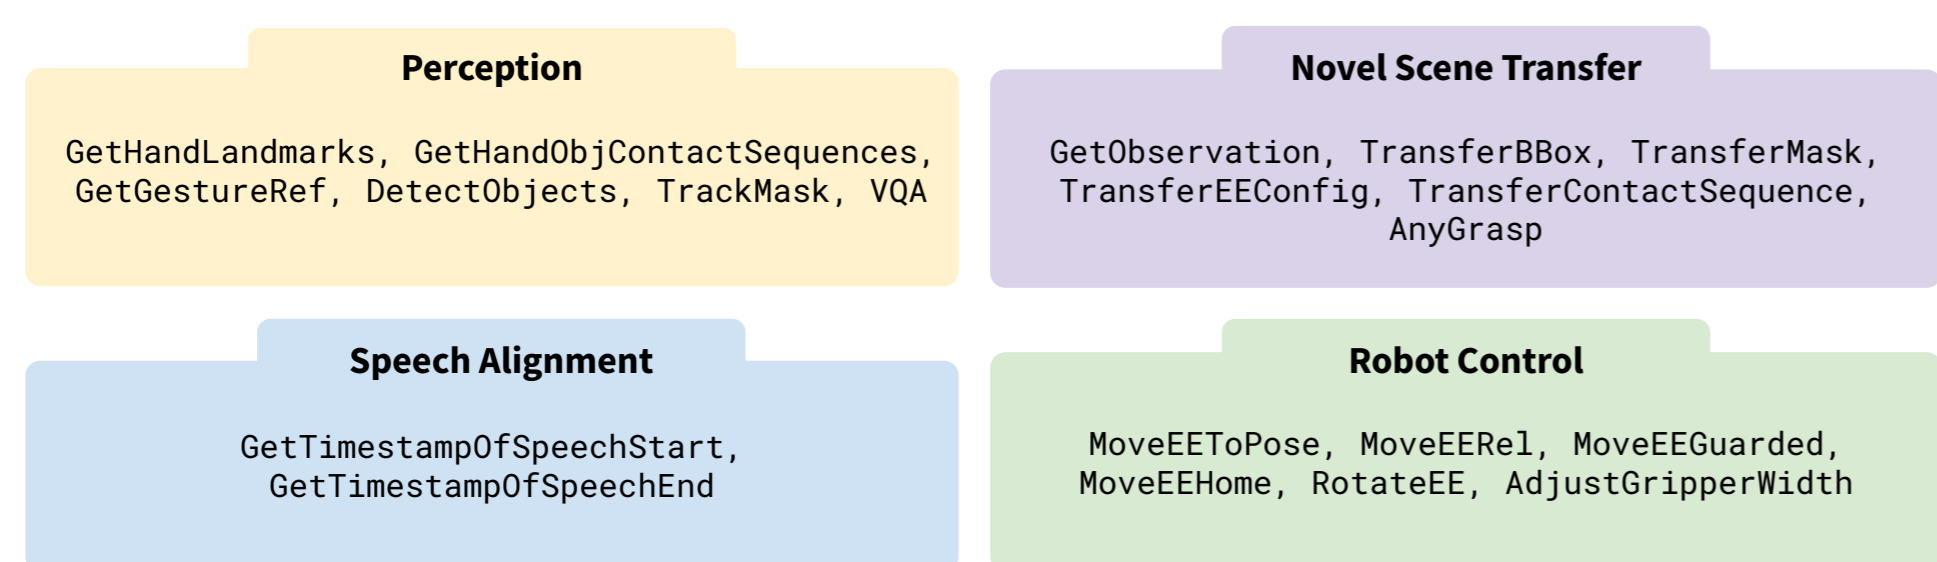 Perception
GetHandLandmarks, GetHandObjContactSequences,
GetGestureRef, DetectObjects, TrackMask, VQA
Novel Scene Transfer
GetObservation, TransferBBox, TransferMask,
TransferEEConfig, TransferContactSequence,
AnyGrasp
Speech Alignment
GetTimestampOfSpeechStart,
GetTimestampOfSpeechEnd
Robot Control
MoveEEToPose, MoveEERel, MoveEEGuarded,
MoveEEHome, RotateEE, AdjustGripperWidth